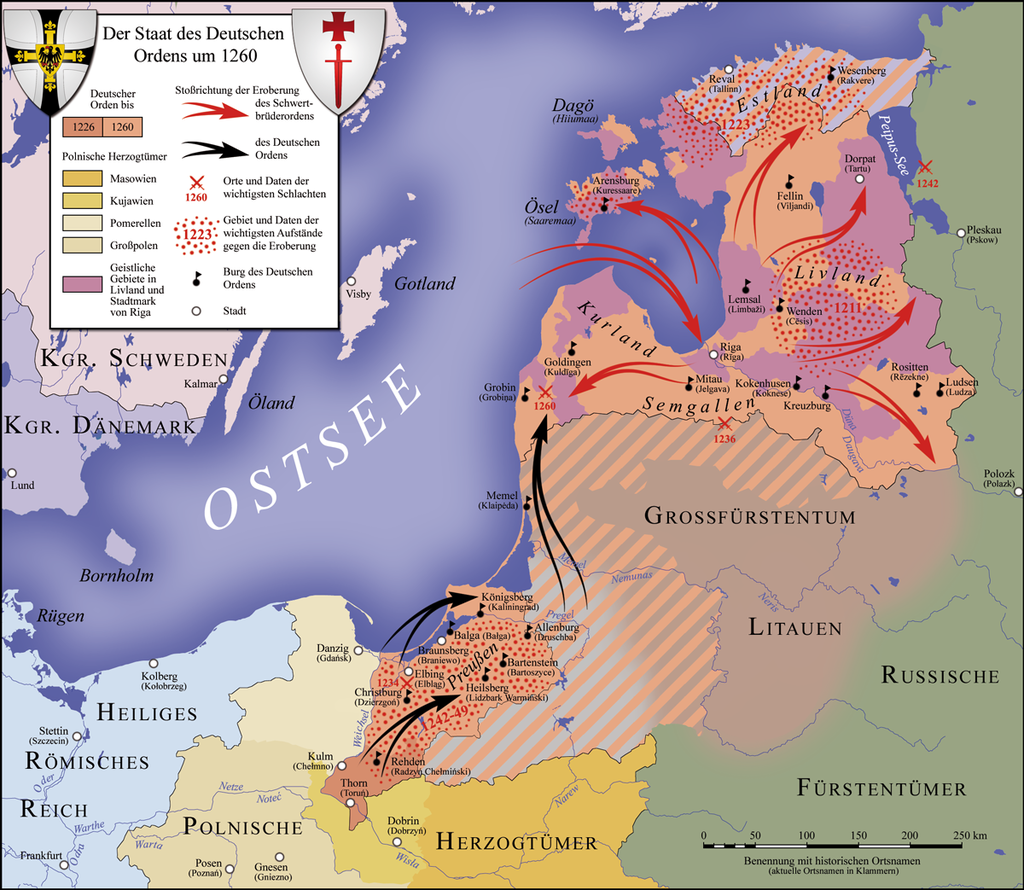 Der Staat des Deutschen
Ordens um 1260
Deutscher
Orden bis
1226
1260
Polnische Herzogtümer
Masowien
Kujawien
Pomerellen
Großpolen
Geistliche
Gebiete in
Livland und
Stadtmark
von Riga
Stoßrichtung der Eroberung
des Schwert-
brüderordens
des Deutschen
Ordens
1260
Orte und Daten der
wichtigsten Schlachten
1223
Gebiet und Daten der
wichtigsten Aufstände
gegen die Eroberung
Burg des Deutschen
Ordens
Stadt
Reval
(Tallinn)
Wesenberg
(Rakvere)
Estland
1223
Dagö
(Hiiumaa)
Peipus-See
1242
Dorpat
(Tartu)
Arensburg
(Kuressaare)
Fellin
(Viljandi)
Ösel
(Saaremaa)
Pleskau
(Pskow)
Gotland
Visby
Livland
Lemsal
(Limbaži)
Wenden
(Cēsis)
1211
Kurland
Riga
(Rīga)
Goldingen
(Kuldīga)
Kgr. Schweden
Kalmar
Öland
Grobin
(Grobiņa)
1260
Mitau
(Jelgava)
Kokenhusen
(Koknese)
Kreuzburg
Rositten
(Rēzekne)
Ludsen
(Ludza)
Semgallen
1236
Düna
Daugava
Kgr. Dänemark
Lund
OSTSEE
Polozk
(Polazk)
Memel
(Klaipėda)
Grossfürstentum
Bornholm
Memel
Nemunas
Neris
Rügen
Königsberg
(Kaliningrad)
Pregel
Litauen
Balga (Bałga)
Allenburg
(Druschba)
Danzig
(Gdańsk)
Braunsberg
(Braniewo)
Preußen
Bartenstein
(Bartoszyce)
Kolberg
(Kołobrzeg)
1234
Elbing
(Elbląg)
Heilsberg
(Lidzbark Warmiński)
Christburg
(Dzierzgoń)
Russische
Heiliges
1242-49
Weichsel
Stettin
(Szczecin)
Römisches
Kulm
(Chełmno)
Rehden
(Radzyn Chełmiński)
Oder
Thorn
(Toruń)
Netze
Noteć
Narew
Fürstentümer
Reich
Warthe
Warta
Polnische
Dobrin
(Dobrzyń)
Herzogtümer
Frankfurt
Odra
Posen
(Poznań)
Gnesen
(Gniezno)
Wisła
0
50
100
150
200
250 km
Benennung mit historischen Ortsnamen
(aktuelle Ortsnamen in Klammern)